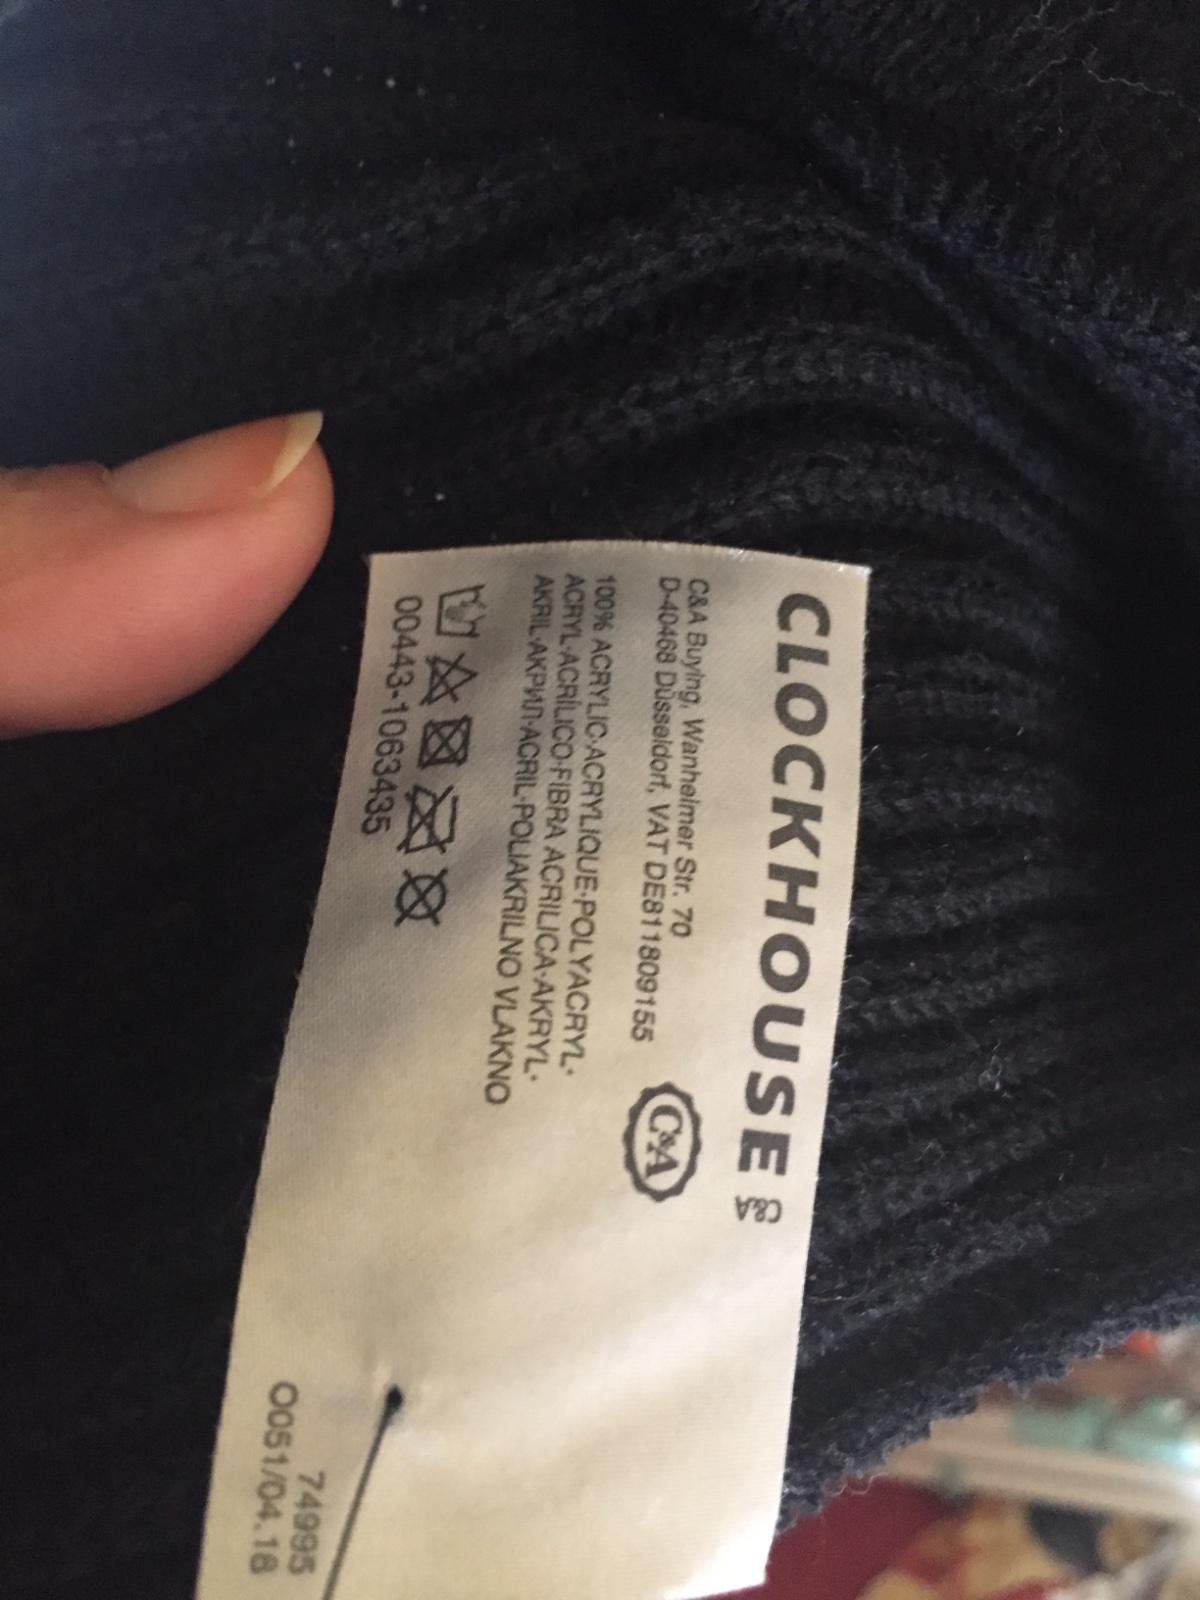 CLOCKHOUSE C&A
C&A Buying, Wanheimer Str. 70
D-40468 Düsseldorf, VAT DE811809155
C&A
100% ACRYLIC·ACRYLIQUE·POLYACRYL·
ACRYL·ACRÍLICO·FIBRA ACRILICA·AKRYL·
AKRIL·АКРИЛ·ACRIL·POLIAKRILNO VLAKNO
00443-1063435
74995
O051/04.18